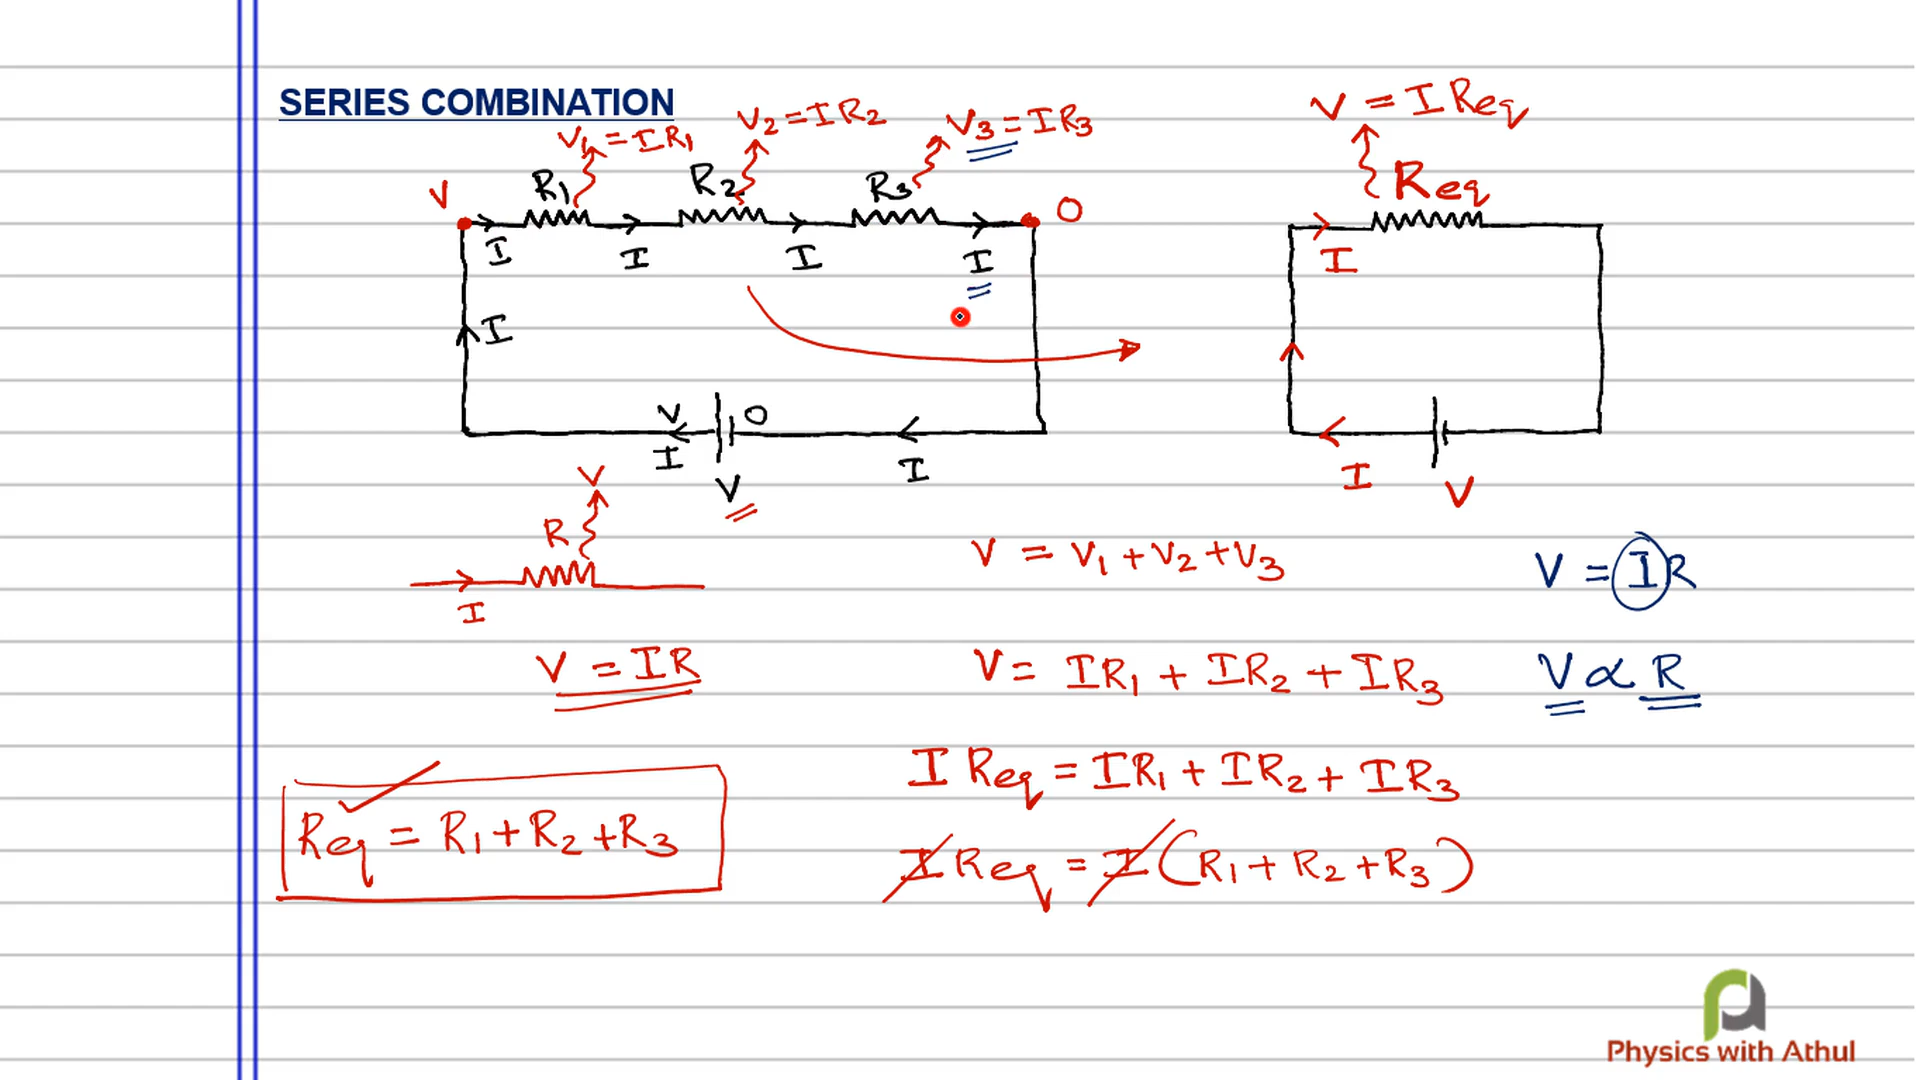 SERIES COMBINATION
V₁ = IR₁
V₂ = IR₂
V₃ = IR₃
V = I Req
V
R₁
R₂
R₃
O
Req
I
I
I
I
I
I
V
O
I
I
V
I
V
V
R
I
V = IR
V = V₁ + V₂ + V₃
V = IR
V = IR₁ + IR₂ + IR₃
V ∝ R
I Req = IR₁ + IR₂ + IR₃
Req = R₁ + R₂ + R₃
I Req = I (R₁ + R₂ + R₃)
Physics with Athul